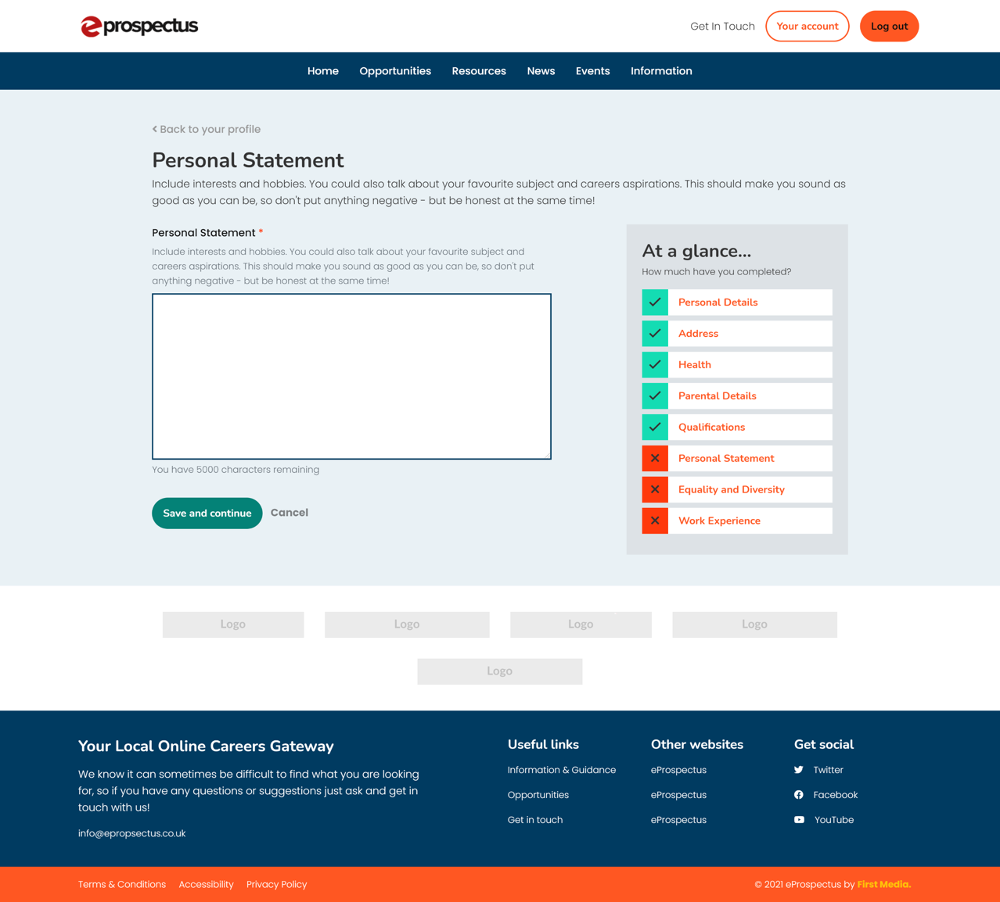 eprospectus
Get In Touch
Your account
Log out
Home
Opportunities
Resources
News
Events
Information
Back to your profile
Personal Statement
Include interests and hobbies. You could also talk about your favourite subject and careers aspirations. This should make you sound as
good as you can be, so don't put anything negative - but be honest at the same time!
Personal Statement *
Include interests and hobbies. You could also talk about your favourite subject and
careers aspirations. This should make you sound as good as you can be, so don't put
anything negative - but be honest at the same time!
You have 5000 characters remaining
Save and continue
Cancel
At a glance...
How much have you completed?
Personal Details
Address
Health
Parental Details
Qualifications
Personal Statement
Equality and Diversity
Work Experience
Logo
Logo
Logo
Logo
Logo
Your Local Online Careers Gateway
We know it can sometimes be difficult to find what you are looking
for, so if you have any questions or suggestions just ask and get in
touch with us!
info@epropsectus.co.uk
Useful links
Information & Guidance
Opportunities
Get in touch
Other websites
eProspectus
eProspectus
eProspectus
Get social
Twitter
Facebook
YouTube
Terms & Conditions
Accessibility
Privacy Policy
© 2021 eProspectus by First Media.